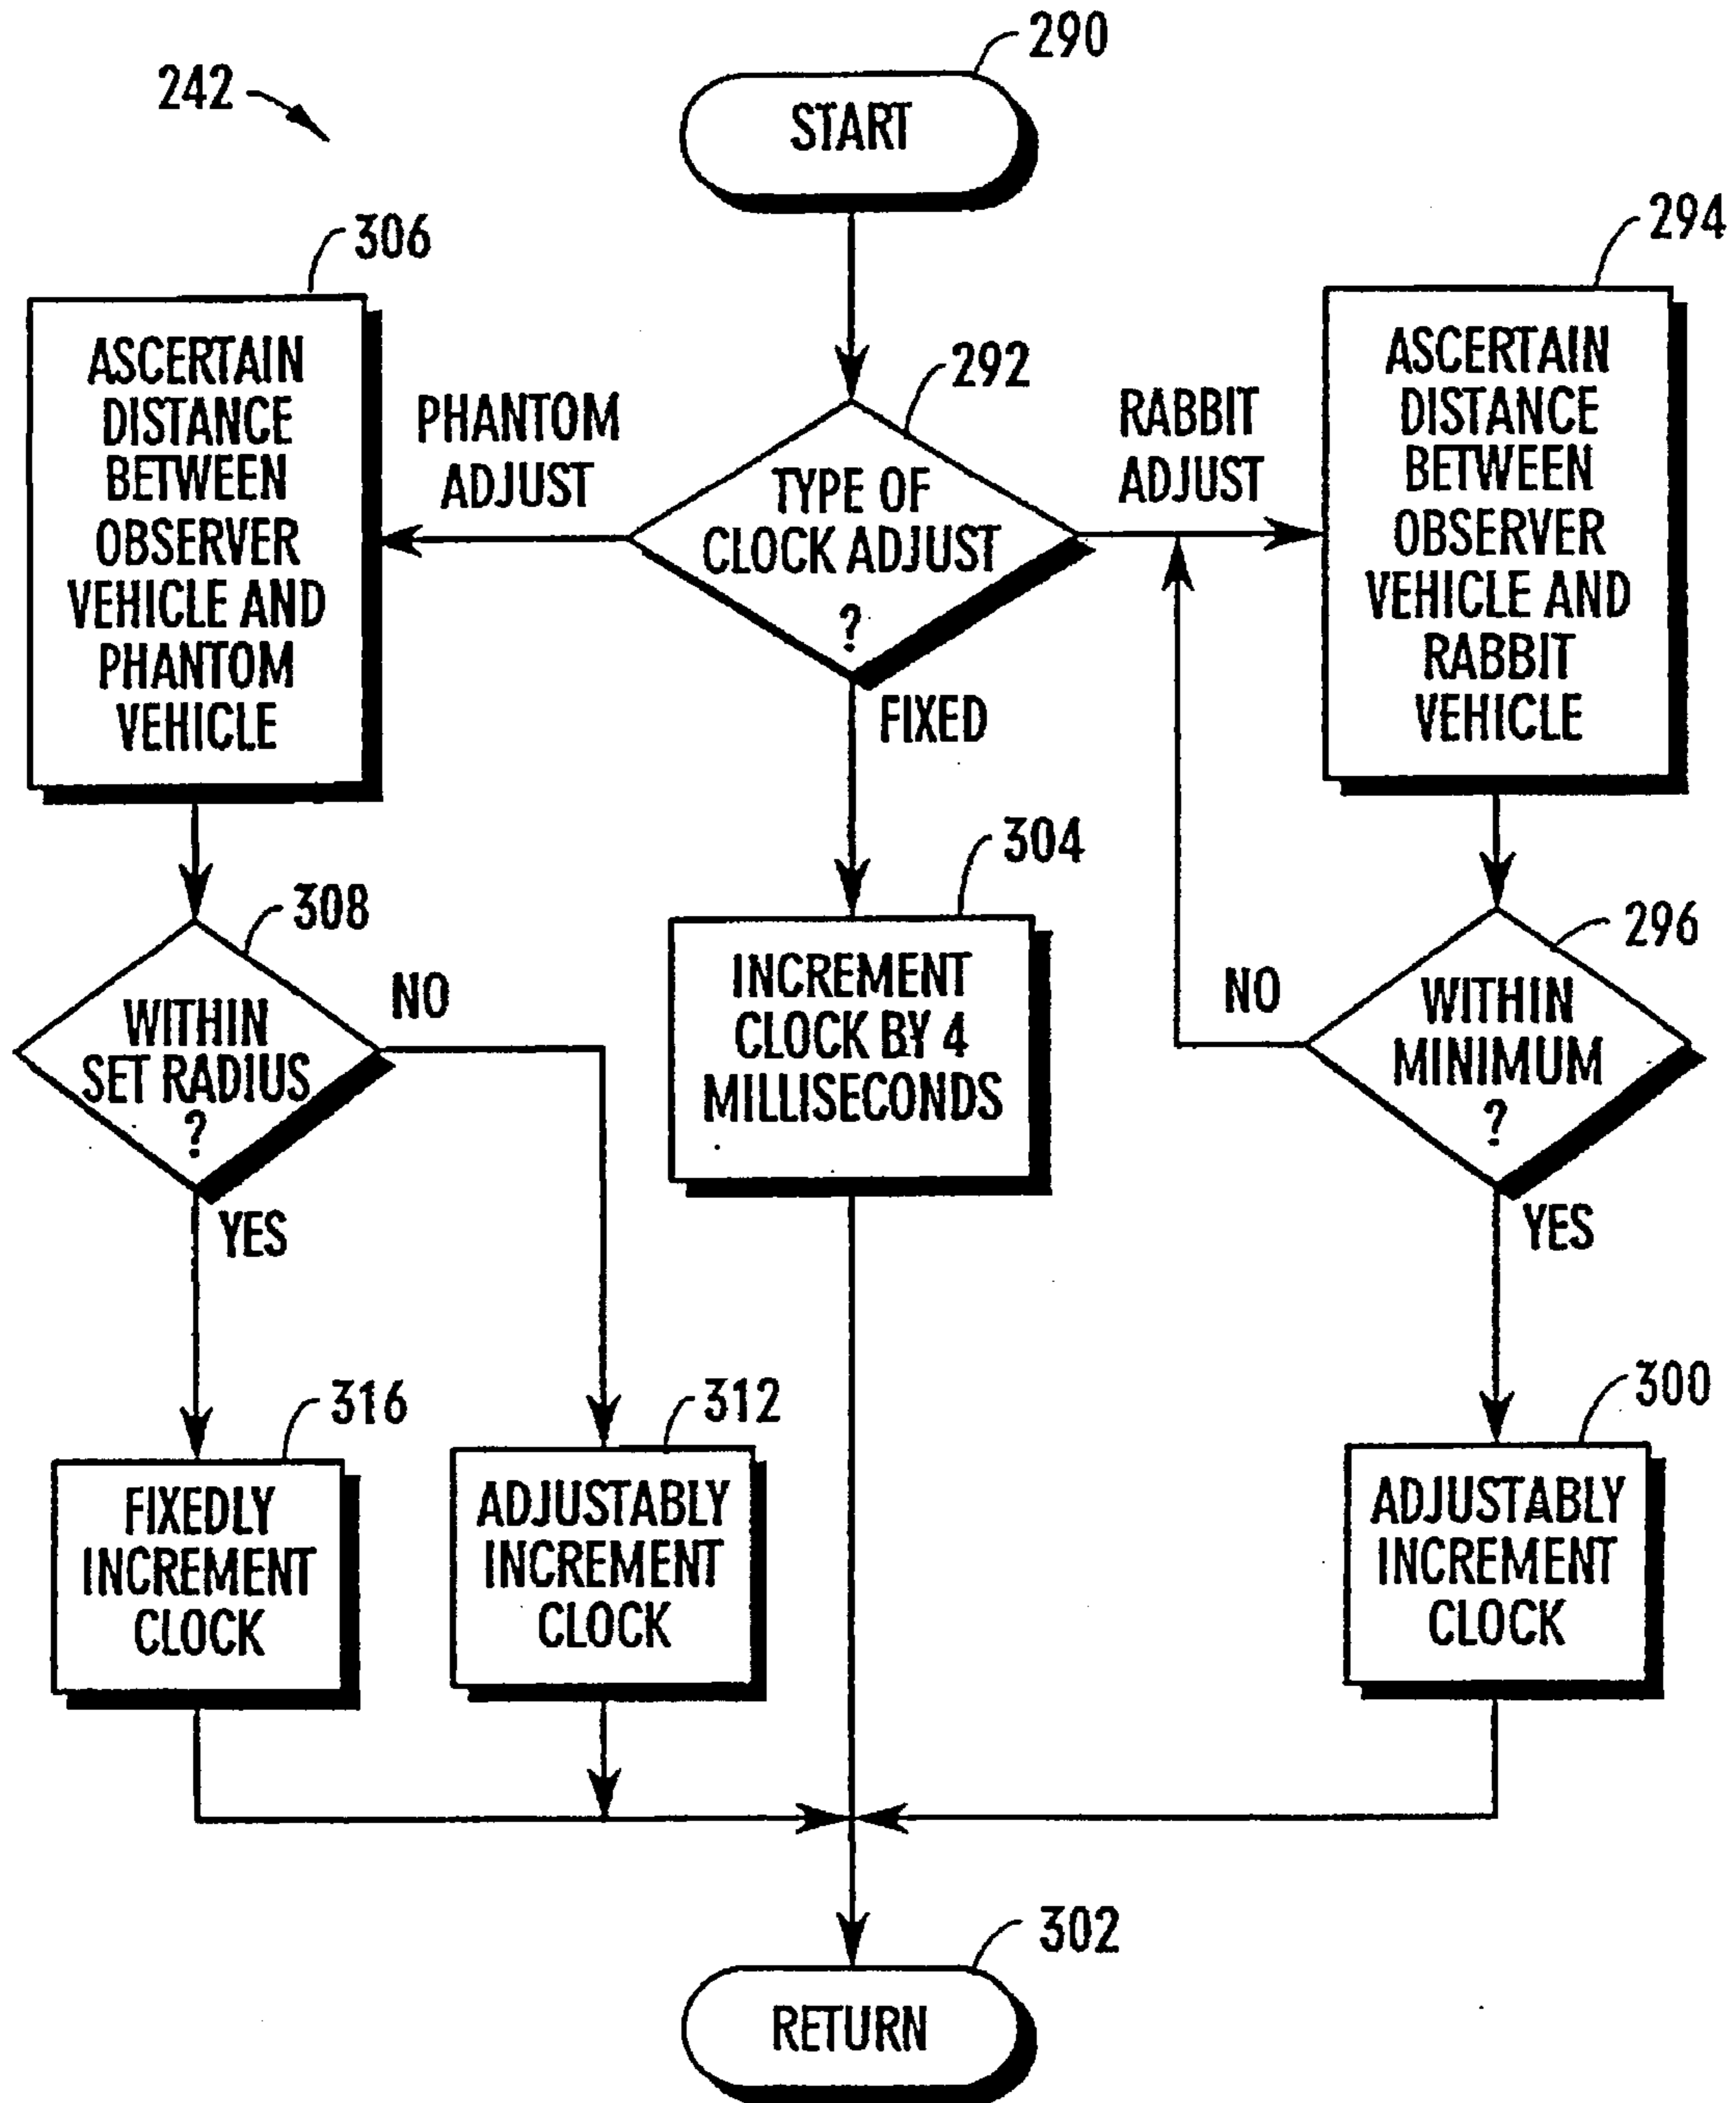 290
242
START
306
294
ASCERTAIN
DISTANCE
BETWEEN
OBSERVER
VEHICLE AND
PHANTOM
VEHICLE
PHANTOM
ADJUST
292
TYPE OF
CLOCK ADJUST
?
RABBIT
ADJUST
ASCERTAIN
DISTANCE
BETWEEN
OBSERVER
VEHICLE AND
RABBIT
VEHICLE
FIXED
308
WITHIN
SET RADIUS
?
NO
YES
304
INCREMENT
CLOCK BY 4
MILLISECONDS
296
WITHIN
MINIMUM
?
NO
YES
316
FIXEDLY
INCREMENT
CLOCK
312
ADJUSTABLY
INCREMENT
CLOCK
300
ADJUSTABLY
INCREMENT
CLOCK
302
RETURN